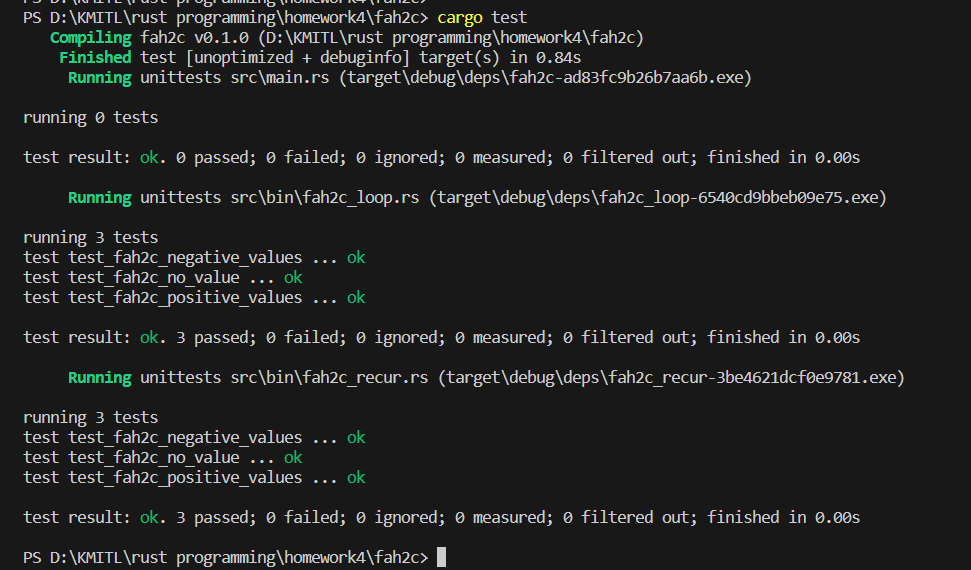 PS D:\KMITL\rust programming\homework4\fah2c>
PS D:\KMITL\rust programming\homework4\fah2c> cargo test
Compiling fah2c v0.1.0 (D:\KMITL\rust programming\homework4\fah2c)
Finished test [unoptimized + debuginfo] target(s) in 0.84s
Running unittests src\main.rs (target\debug\deps\fah2c-ad83fc9b26b7aa6b.exe)
running 0 tests
test result: ok. 0 passed; 0 failed; 0 ignored; 0 measured; 0 filtered out; finished in 0.00s
Running unittests src\bin\fah2c_loop.rs (target\debug\deps\fah2c_loop-6540cd9bbeb09e75.exe)
running 3 tests
test test_fah2c_negative_values ... ok
test test_fah2c_no_value ... ok
test test_fah2c_positive_values ... ok
test result: ok. 3 passed; 0 failed; 0 ignored; 0 measured; 0 filtered out; finished in 0.00s
Running unittests src\bin\fah2c_recur.rs (target\debug\deps\fah2c_recur-3be4621dcf0e9781.exe)
running 3 tests
test test_fah2c_negative_values ... ok
test test_fah2c_no_value ... ok
test test_fah2c_positive_values ... ok
test result: ok. 3 passed; 0 failed; 0 ignored; 0 measured; 0 filtered out; finished in 0.00s
PS D:\KMITL\rust programming\homework4\fah2c>